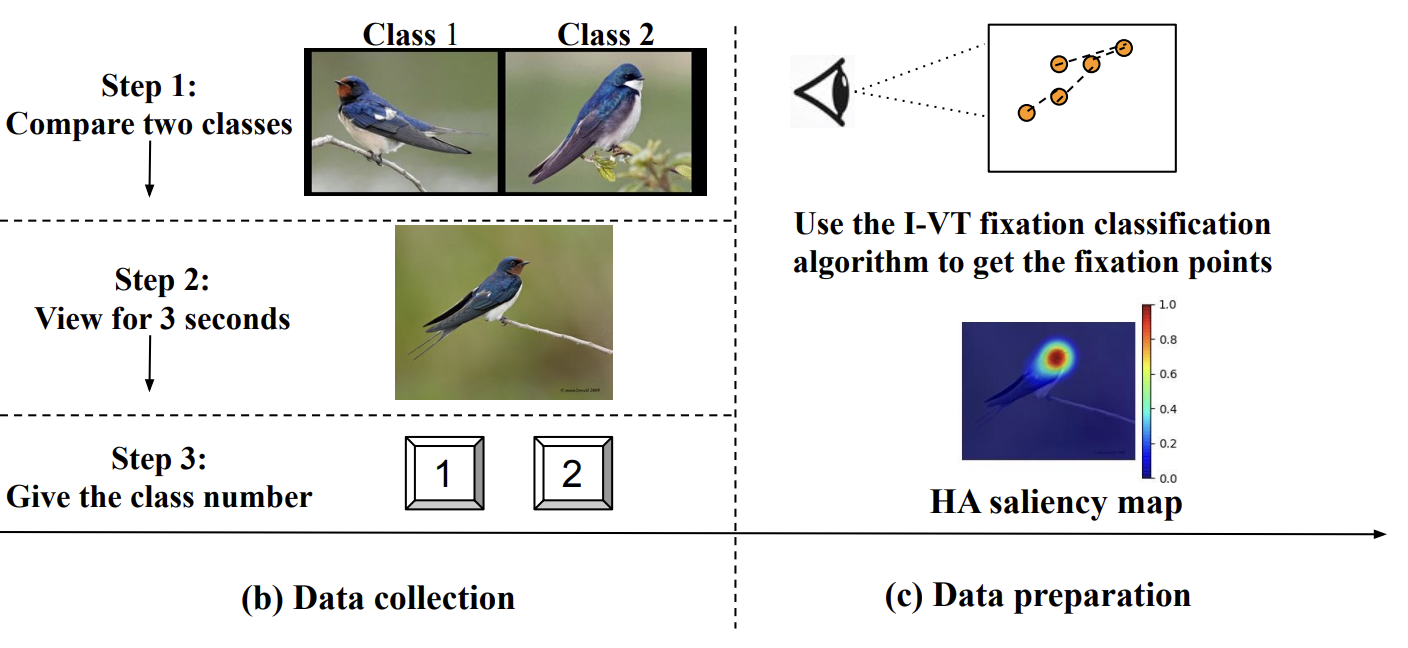 Class 1
Class 2
Step 1:
Compare two classes
Step 2:
View for 3 seconds
Step 3:
Give the class number
1
2
(b) Data collection
Use the I-VT fixation classification
algorithm to get the fixation points
1.0
0.8
0.6
0.4
0.2
0.0
HA saliency map
(c) Data preparation